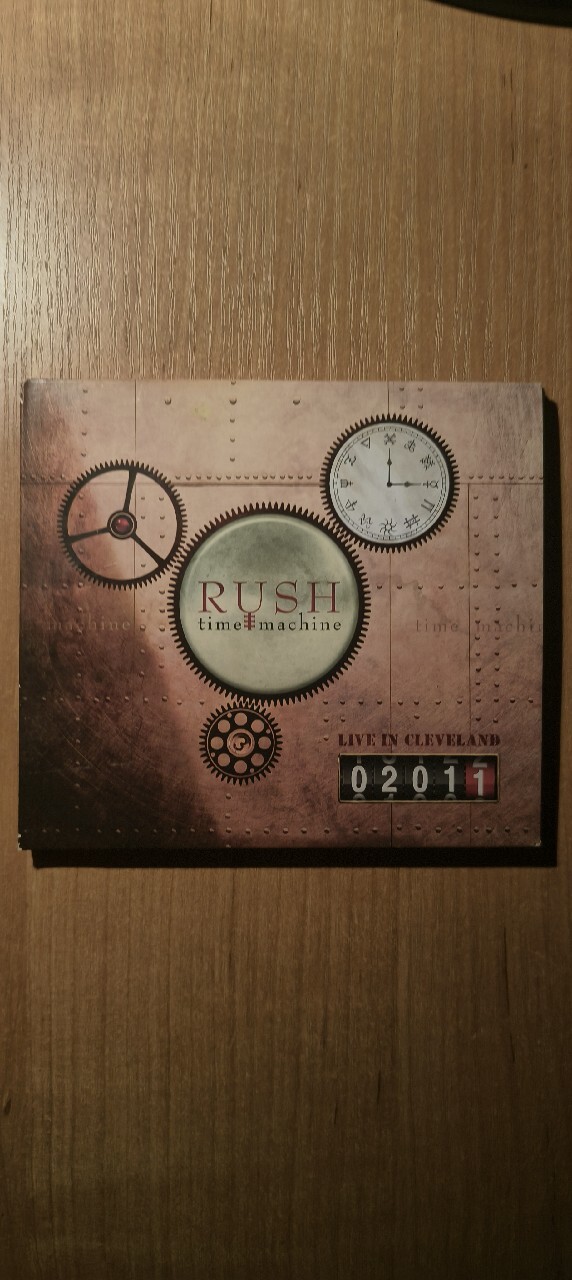 RUSH
time machine
machine
time machi
LIVE IN CLEVELAND
02011